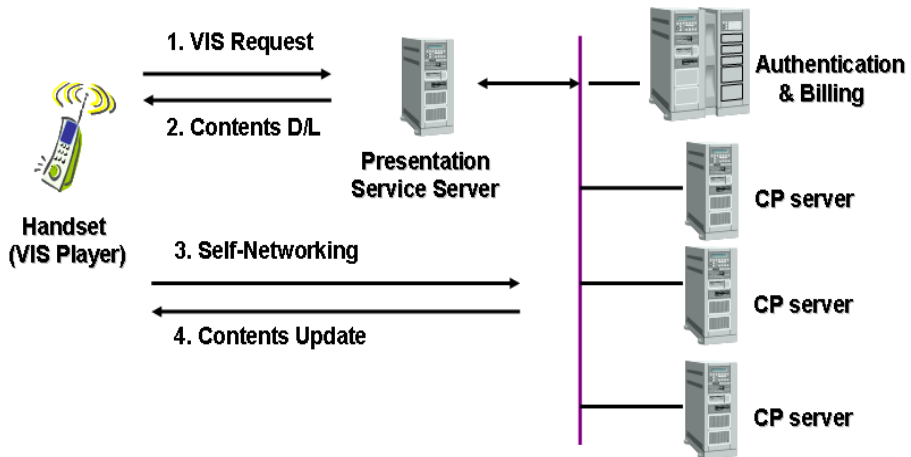 1. VIS Request
2. Contents D/L
Presentation
Service Server
Authentication
& Billing
Handset
(VIS Player)
3. Self-Networking
4. Contents Update
CP server
CP server
CP server